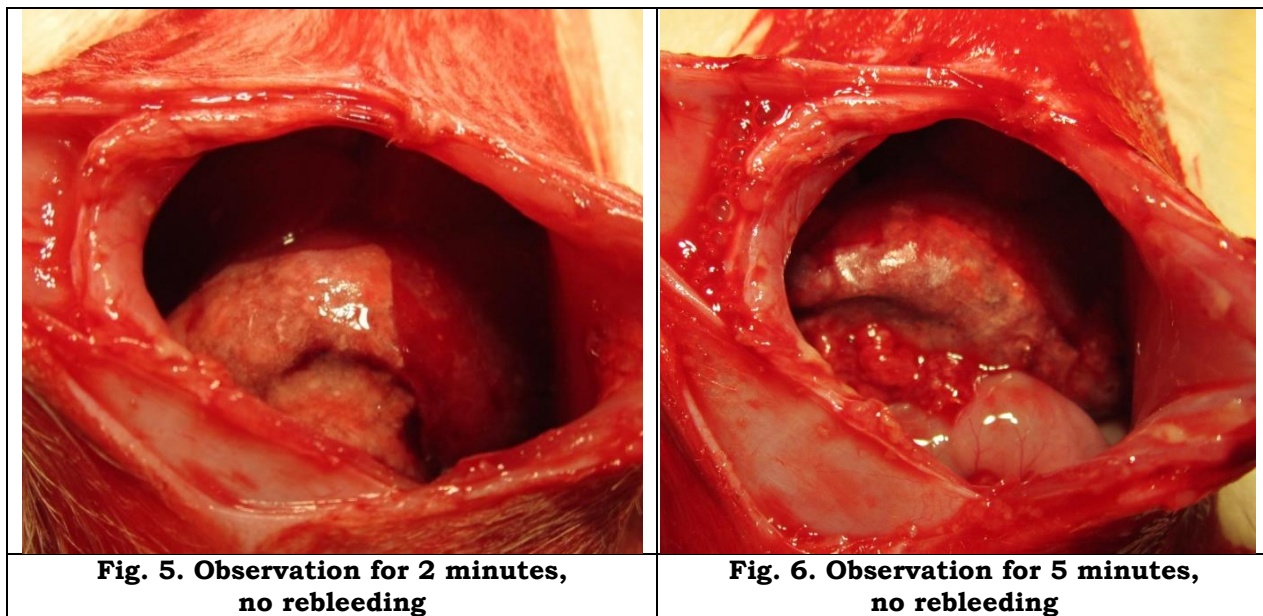 Fig. 5. Observation for 2 minutes,
no rebleeding
Fig. 6. Observation for 5 minutes,
no rebleeding